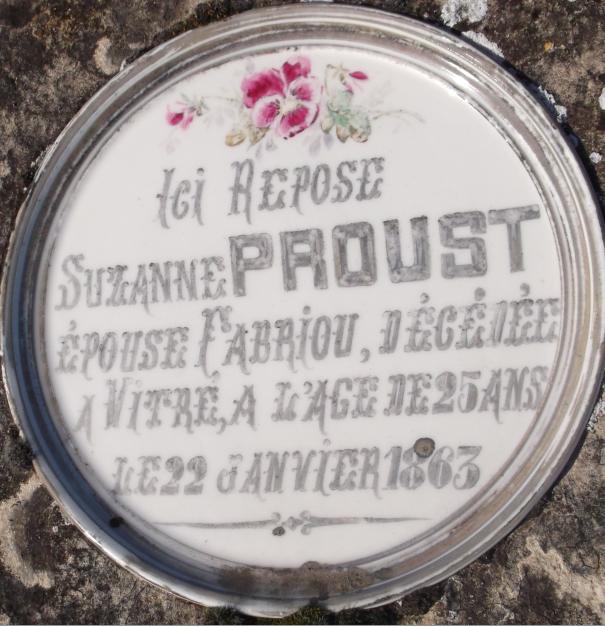 Ici Repose
Suzanne PROUST
épouse Fabriou, décédée
a Vitré, a l'age de 25 ans
le 22 janvier 1863